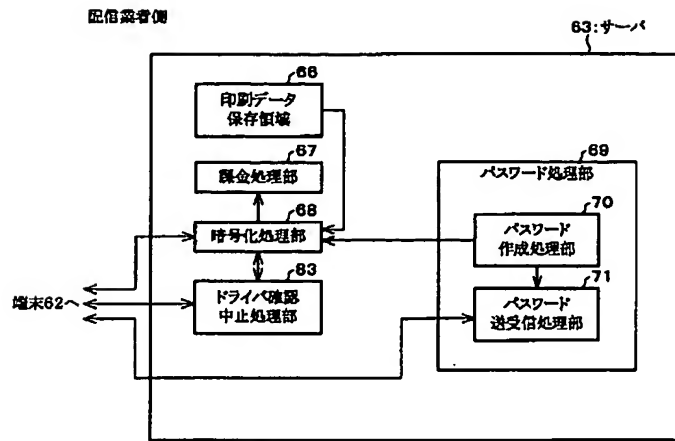 配信業者側
63:サーバ
66
印刷データ
保存領域
67
課金処理部
68
暗号化処理部
83
ドライバ確認
中止処理部
端末62へ
69
パスワード処理部
70
パスワード
作成処理部
71
パスワード
送受信処理部